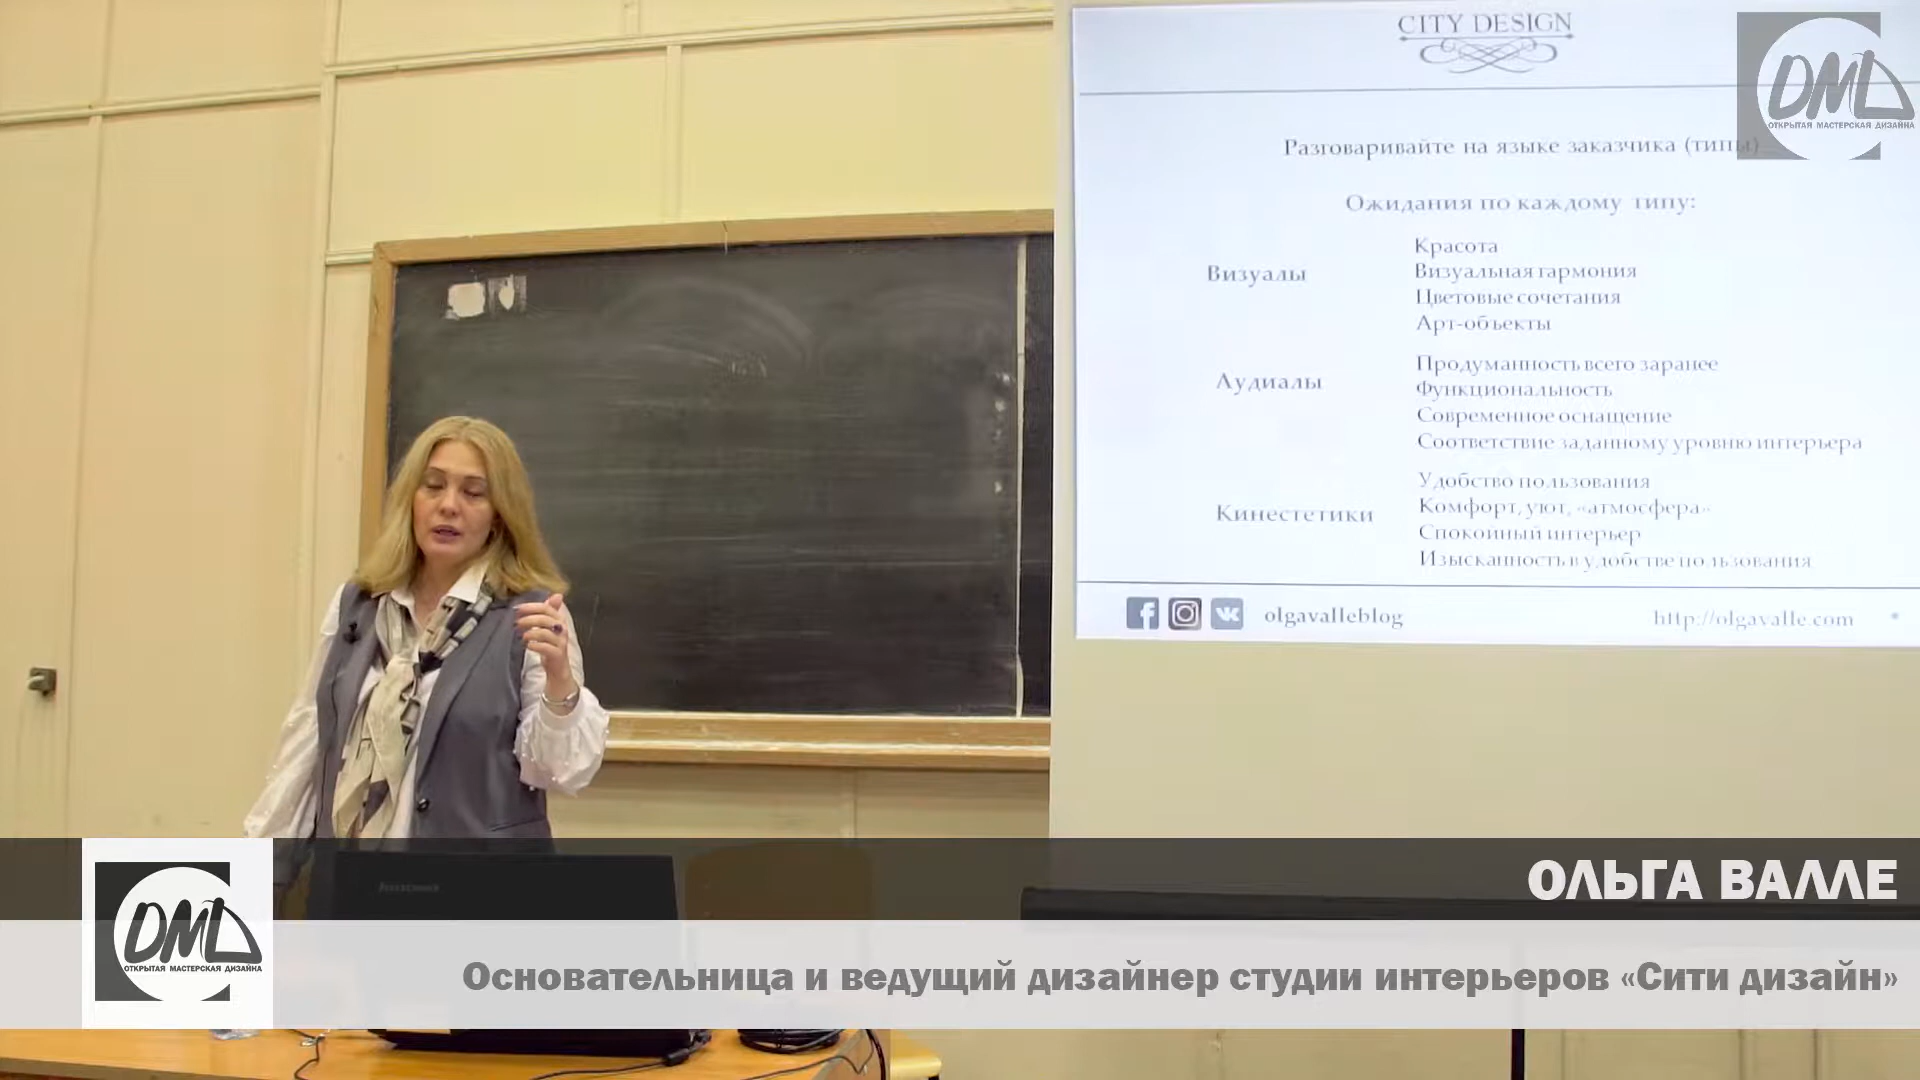 CITY DESIGN
ОМД
ОТКРЫТАЯ МАСТЕРСКАЯ ДИЗАЙНА
Разговаривайте на языке заказчика (типы)
Ожидания по каждому типу:
Визуалы
Красота
Визуальная гармония
Цветовые сочетания
Арт-объекты
Аудиалы
Продуманность всего заранее
Функциональность
Современное оснащение
Соответствие заданному уровню интерьера
Кинестетики
Удобство пользования
Комфорт, уют, «атмосфера»
Спокойный интерьер
Изысканность в удобстве пользования
olgavalleblog
http://olgavalle.com
ОЛЬГА ВАЛЛЕ
ОМД
ОТКРЫТАЯ МАСТЕРСКАЯ ДИЗАЙНА
Основательница и ведущий дизайнер студии интерьеров «Сити дизайн»